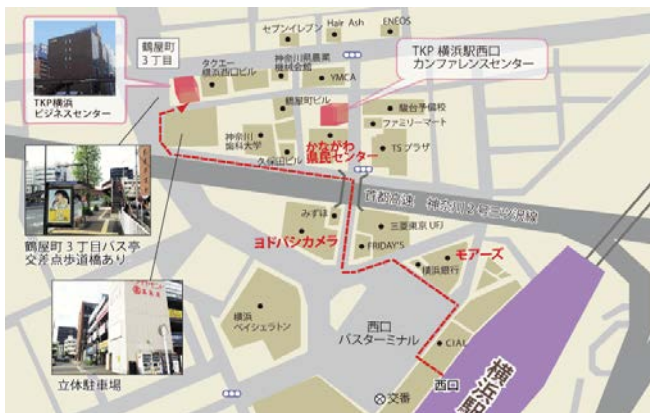 セブンイレブン
Hair Ash
ENEOS
鶴屋町
3丁目
タクエー
横浜西口ビル
神奈川県農業
機械会館
YMCA
TKP 横浜駅西口
カンファレンスセンター
TKP横浜
ビジネスセンター
鶴屋町ビル
駿台予備校
ファミリーマート
神奈川
歯科大学
かながわ
県民センター
久保田ビル
TSプラザ
首都高速 神奈川2号三ツ沢線
みずほ
三菱東京UFJ
ヨドバシカメラ
FRIDAY'S
モアーズ
横浜銀行
鶴屋町3丁目バス亭
交差点歩道橋あり
横浜
ベイシェラトン
西口
バスターミナル
CIAL
西口
横浜駅
立体駐車場
交番